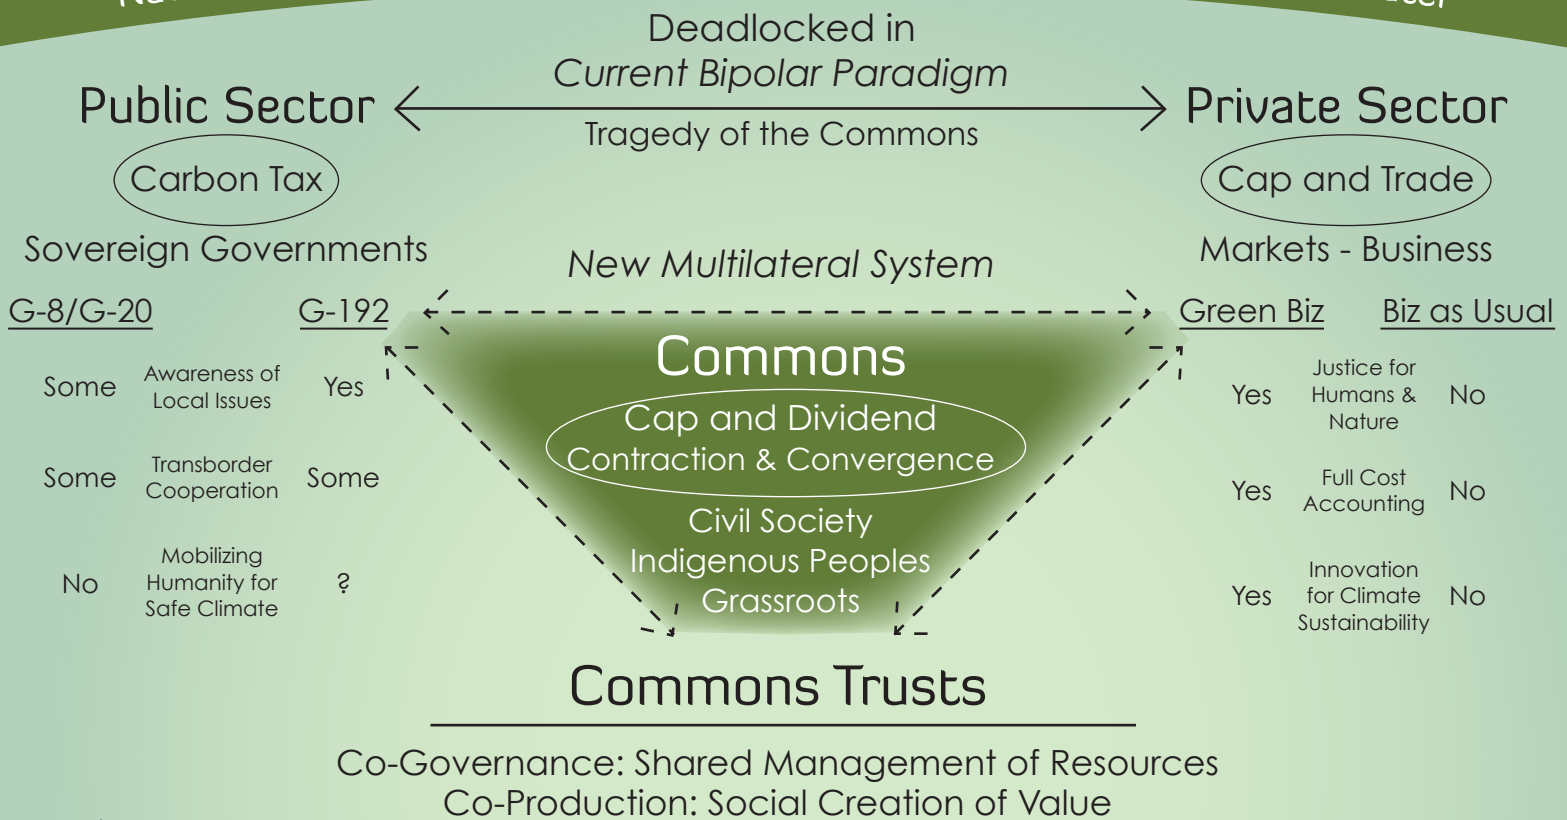 Deadlocked in
Current Bipolar Paradigm
Public Sector
Private Sector
Tragedy of the Commons
Carbon Tax
Cap and Trade
Sovereign Governments
Markets - Business
New Multilateral System
G-8/G-20
G-192
Green Biz
Biz as Usual
Some
Awareness of
Local Issues
Yes
Some
Transborder
Cooperation
Some
No
Mobilizing
Humanity for
Safe Climate
?
Commons
Cap and Dividend
Contraction & Convergence
Civil Society
Indigenous Peoples
Grassroots
Yes
Justice for
Humans &
Nature
No
Yes
Full Cost
Accounting
No
Yes
Innovation
for Climate
Sustainability
No
Commons Trusts
Co-Governance: Shared Management of Resources
Co-Production: Social Creation of Value